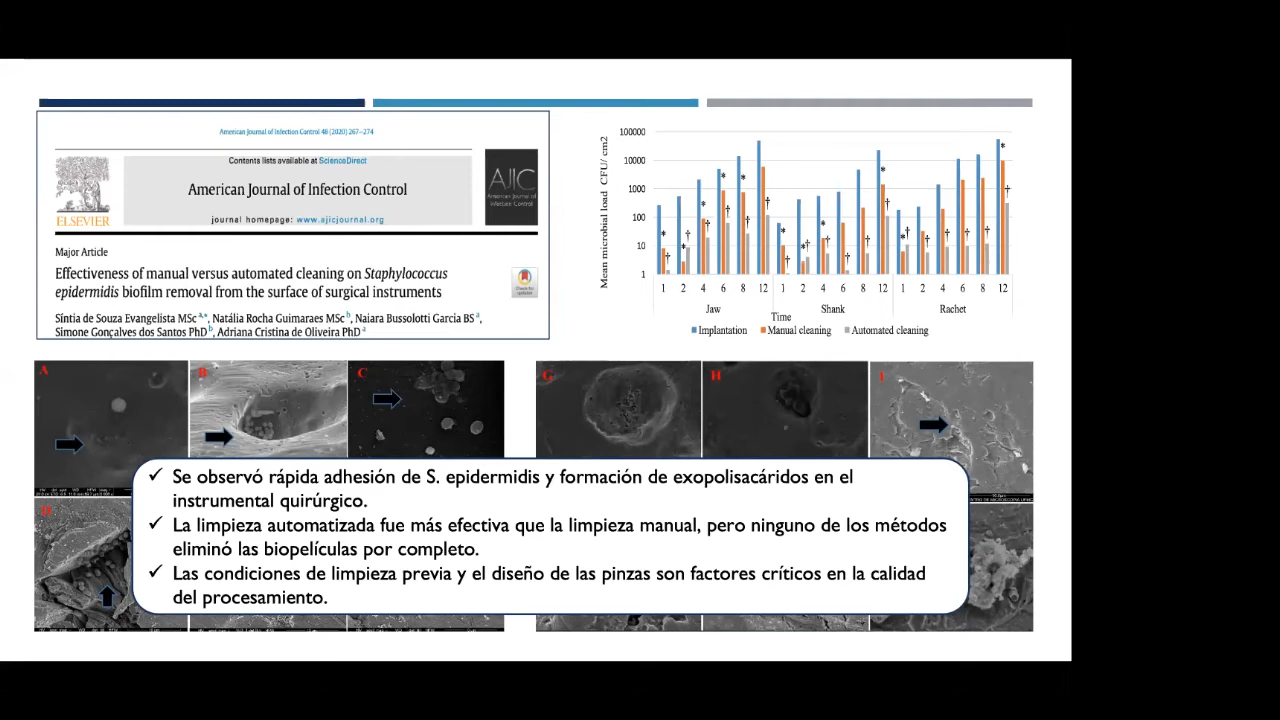 American Journal of Infection Control 48 (2020) 267–274
Contents lists available at ScienceDirect
American Journal of Infection Control
journal homepage: www.ajicjournal.org
ELSEVIER
AJIC
American Journal of
Infection Control
Major Article
Effectiveness of manual versus automated cleaning on Staphylococcus
epidermidis biofilm removal from the surface of surgical instruments
Check for
updates
Síntia de Souza Evangelista MSc a,*, Natália Rocha Guimaraes MSc b, Naiara Bussolotti Garcia BS a,
Simone Gonçalves dos Santos PhD b, Adriana Cristina de Oliveira PhD a
Mean microbial load CFU/ cm2
100000
10000
1000
100
10
1
1 2 4 6 8 12 1 2 4 6 8 12 1 2 4 6 8 12
Jaw Shank Rachet
Time
Implantation Manual cleaning Automated cleaning
A B C G H I
D
✓ Se observó rápida adhesión de S. epidermidis y formación de exopolisacáridos en el
instrumental quirúrgico.
✓ La limpieza automatizada fue más efectiva que la limpieza manual, pero ninguno de los métodos
eliminó las biopelículas por completo.
✓ Las condiciones de limpieza previa y el diseño de las pinzas son factores críticos en la calidad
del procesamiento.